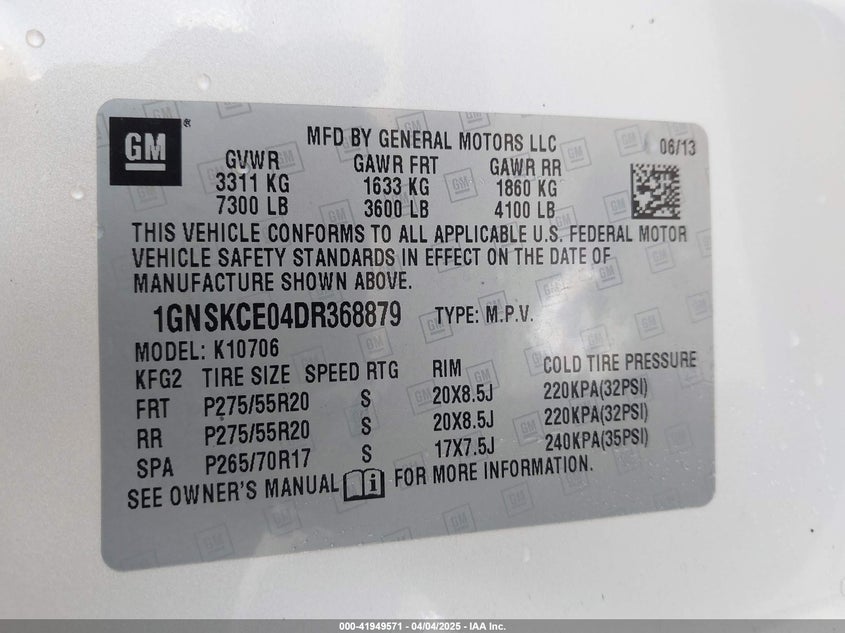 GM ®
MFD BY GENERAL MOTORS LLC 06/13
GVWR GAWR FRT GAWR RR
3311 KG 1633 KG 1860 KG
7300 LB 3600 LB 4100 LB
THIS VEHICLE CONFORMS TO ALL APPLICABLE U.S. FEDERAL MOTOR
VEHICLE SAFETY STANDARDS IN EFFECT ON THE DATE OF
MANUFACTURE SHOWN ABOVE.
1GNSKCE04DR368879 TYPE: M.P.V.
MODEL: K10706
KFG2 TIRE SIZE SPEED RTG RIM COLD TIRE PRESSURE
FRT P275/55R20 S 20X8.5J 220KPA(32PSI)
RR P275/55R20 S 20X8.5J 220KPA(32PSI)
SPA P265/70R17 S 17X7.5J 240KPA(35PSI)
SEE OWNER'S MANUAL i FOR MORE INFORMATION.
000-41949571 - 04/04/2025 - IAA Inc.